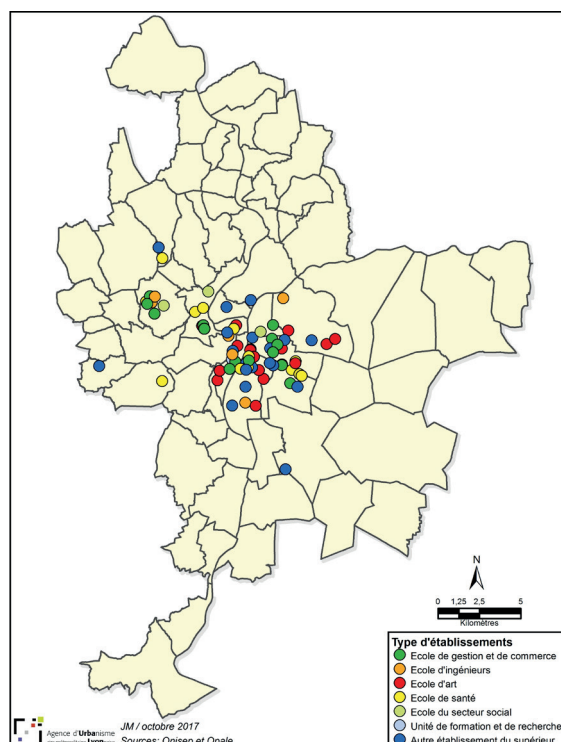 N
0 1,25 2,5 5
Kilomètres
Type d'établissements
Ecole de gestion et de commerce
Ecole d'ingénieurs
Ecole d'art
Ecole de santé
Ecole du secteur social
Unité de formation et de recherche
Autre établissement du supérieur
Agence d'Urbanisme
Lyon
JM / octobre 2017
Sources: Onisep et Opale